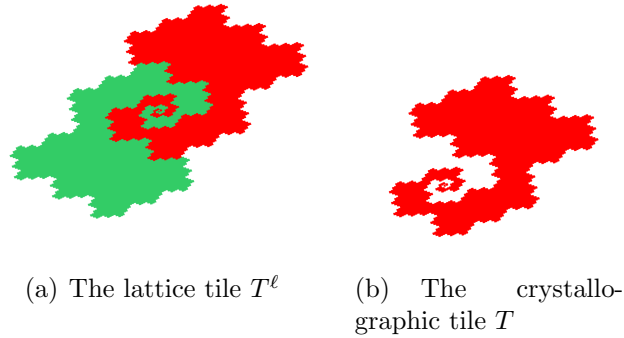 (a) The lattice tile T^ℓ
(b) The crystallo-
graphic tile T